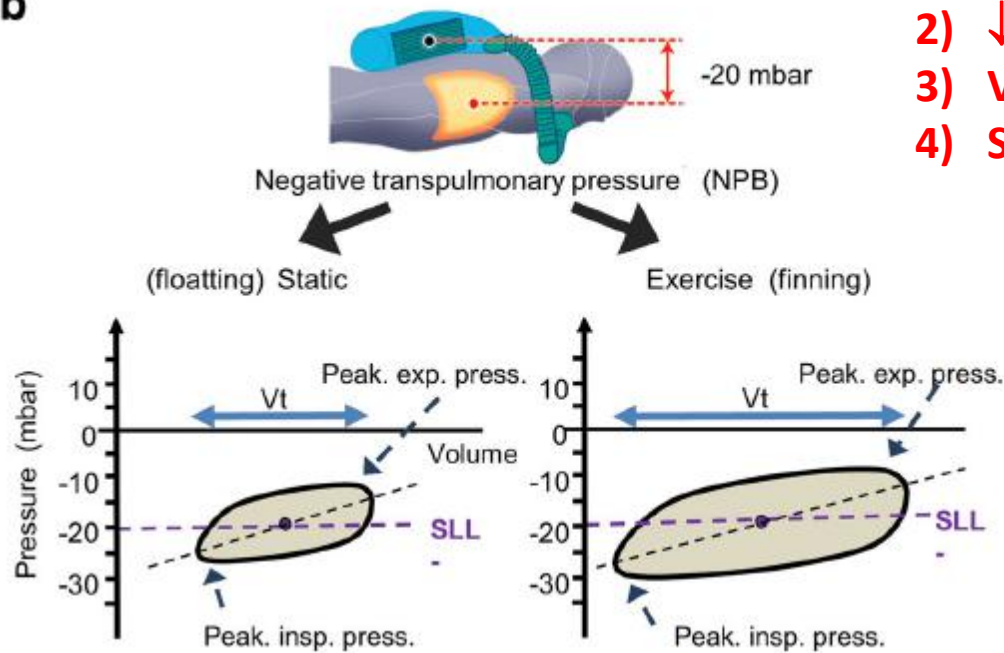 b
2) ↓
3) V
4) S
-20 mbar
Negative transpulmonary pressure (NPB)
(floatting) Static
Exercise (finning)
Pressure (mbar)
10
0
-10
-20
-30
Vt
Peak. exp. press.
Volume
SLL
-
Peak. insp. press.
10
0
-10
-20
-30
Vt
Peak. exp. press.
SLL
-
Peak. insp. press.